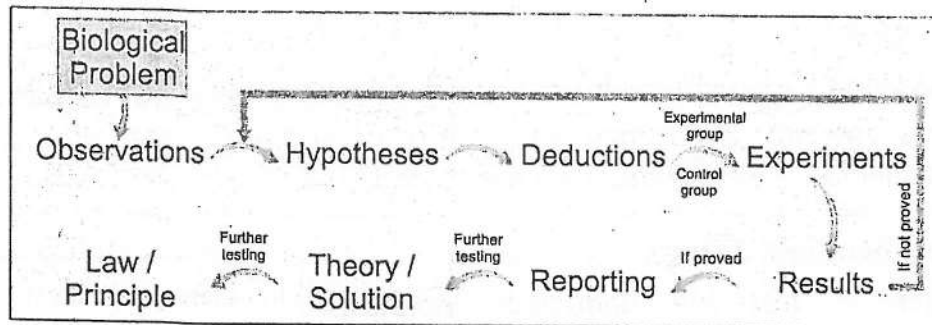 Biological
Problem
Observations
Hypotheses
Deductions
Experimental
group
Control
group
Experiments
If not proved
Law /
Principle
Further
testing
Theory /
Solution
Further
testing
Reporting
If proved
Results